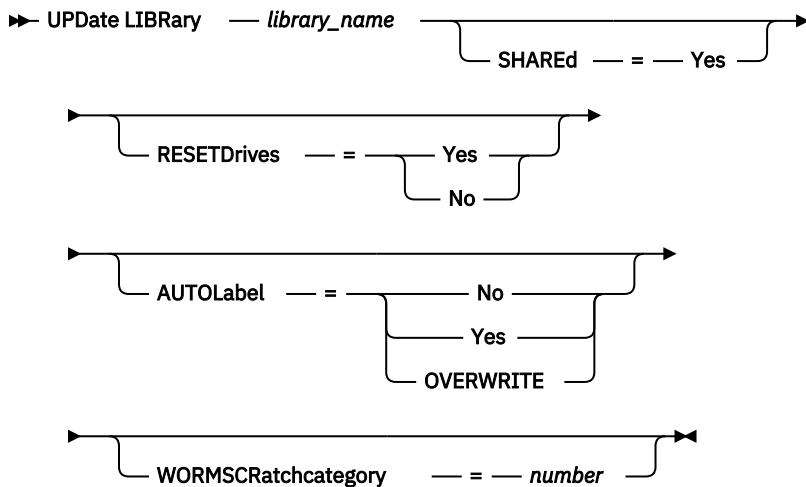 UPDate LIBRary library_name
SHAREd = Yes
RESETDrives = Yes
No
AUTOLabel = No
Yes
OVERWRITE
WORMSCRatchcategory = number